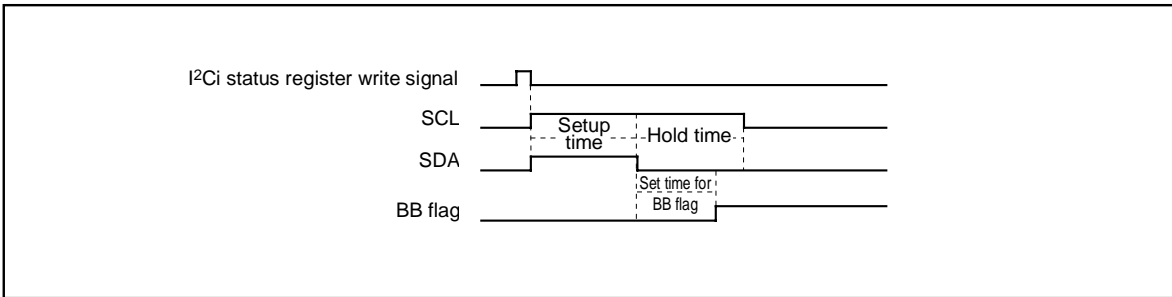 I²Ci status register write signal
SCL
Setup
time
Hold time
SDA
Set time for
BB flag
BB flag